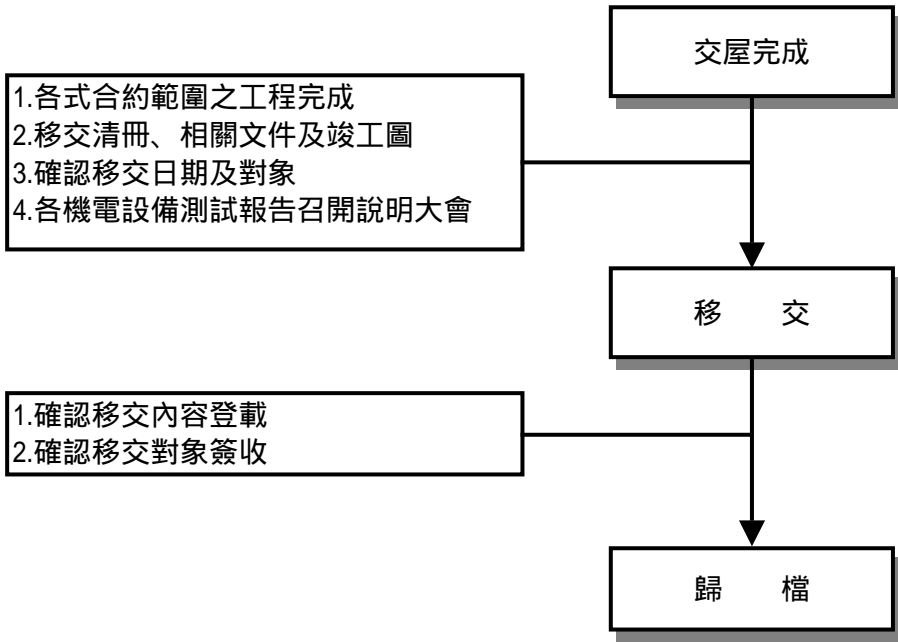 交屋完成
1.各式合約範圍之工程完成
2.移交清冊、相關文件及竣工圖
3.確認移交日期及對象
4.各機電設備測試報告召開說明大會
移　　交
1.確認移交內容登載
2.確認移交對象簽收
歸　　檔